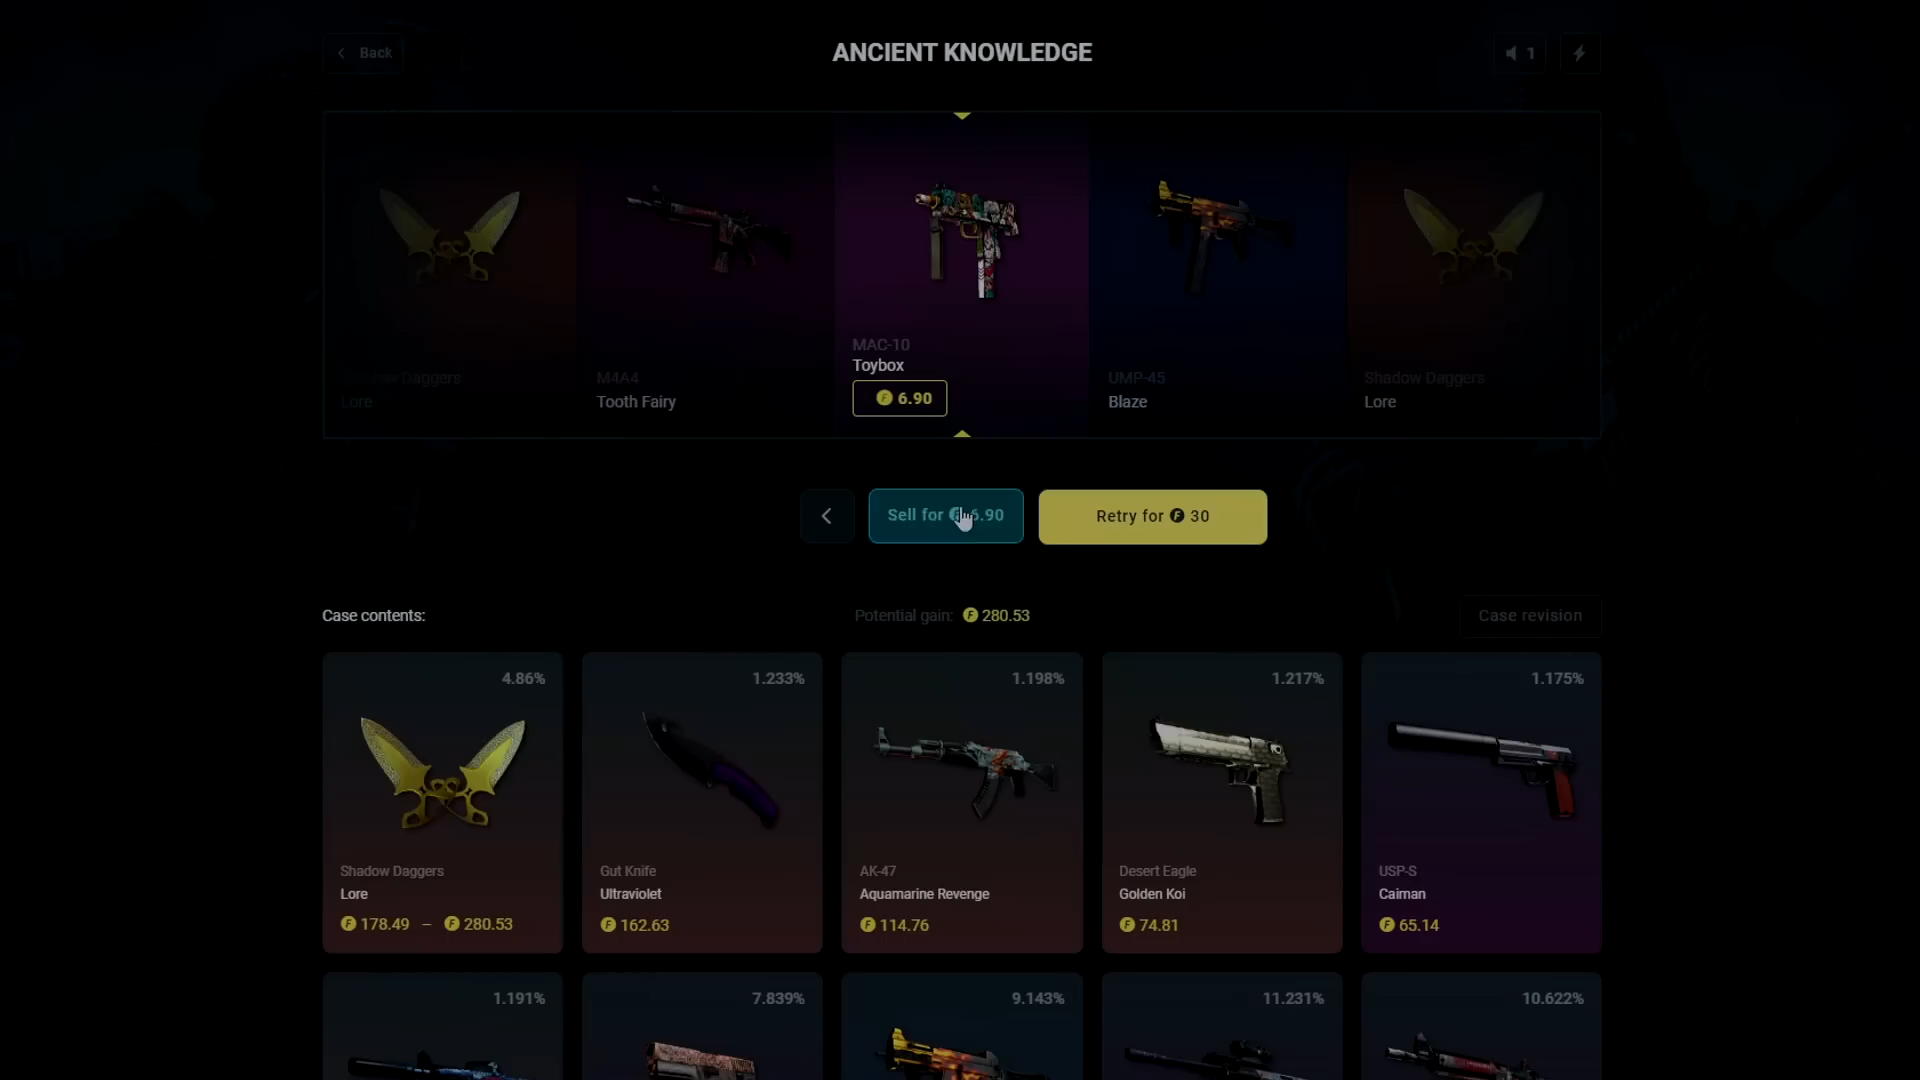 Back
ANCIENT KNOWLEDGE
1
Shadow Daggers
Lore
M4A4
Tooth Fairy
MAC-10
Toybox
6.90
UMP-45
Blaze
Shadow Daggers
Lore
Sell for 6.90
Retry for F 30
Case contents:
Potential gain: F 280.53
Case revision
4.86%
Shadow Daggers
Lore
F 178.49 – F 280.53
1.233%
Gut Knife
Ultraviolet
F 162.63
1.198%
AK-47
Aquamarine Revenge
F 114.76
1.217%
Desert Eagle
Golden Koi
F 74.81
1.175%
USP-S
Caiman
F 65.14
1.191%
7.839%
9.143%
11.231%
10.622%